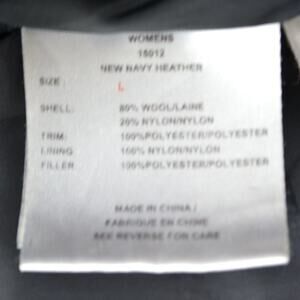 WOMENS
15012
NEW NAVY HEATHER
SIZE: L
SHELL: 80% WOOL/LAINE
20% NYLON/NYLON
TRIM: 100%POLYESTER/POLYESTER
LINING 100% NYLON/NYLON
FILLER 100%POLYESTER/POLYESTER
MADE IN CHINA /
FABRIQUE EN CHINE
SEE REVERSE FOR CARE